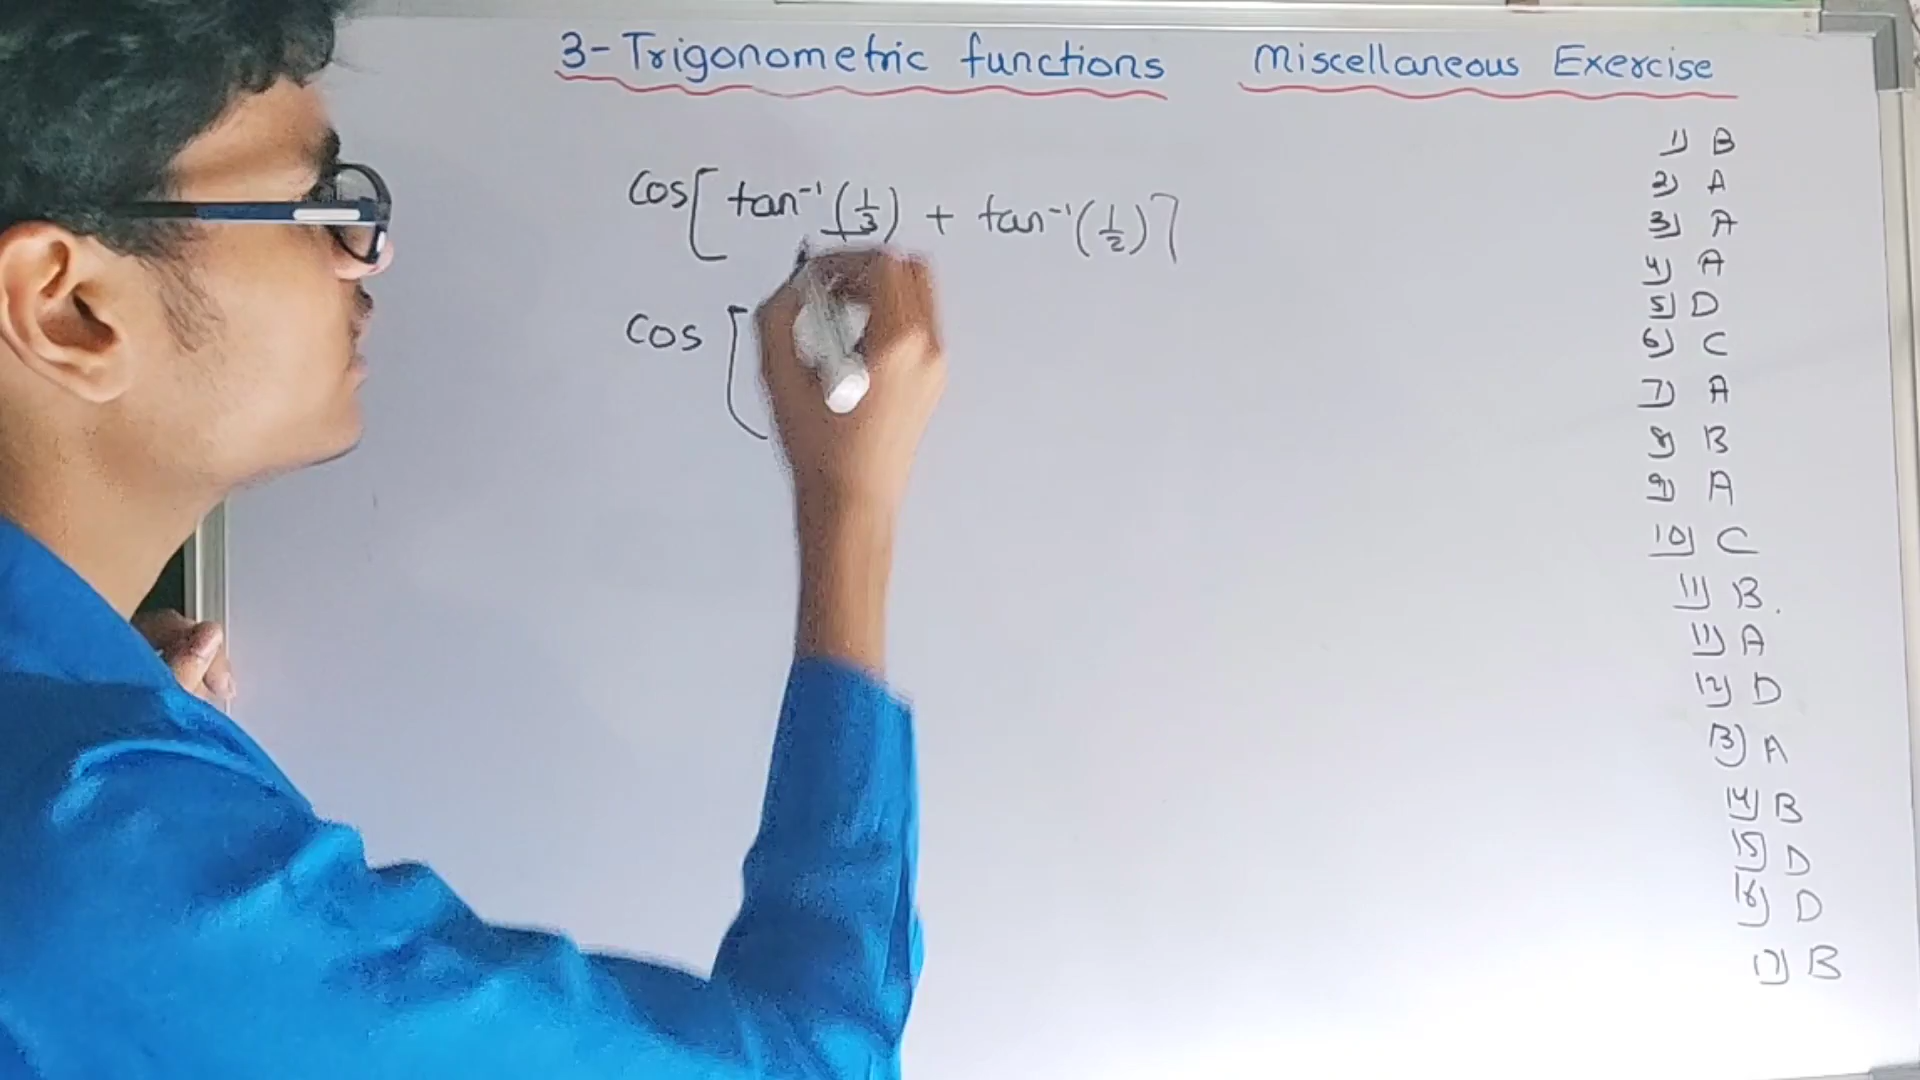 3-Trigonometric functions Miscellaneous Exercise
cos[tan⁻¹(1/3) + tan⁻¹(1/2)]
cos [
1) B
2) A
3) A
4) A
5) D
6) C
7) A
8) B
9) A
10) C
11) B.
11) A
12) D
13) A
14) B
15) D
16) D
17) B